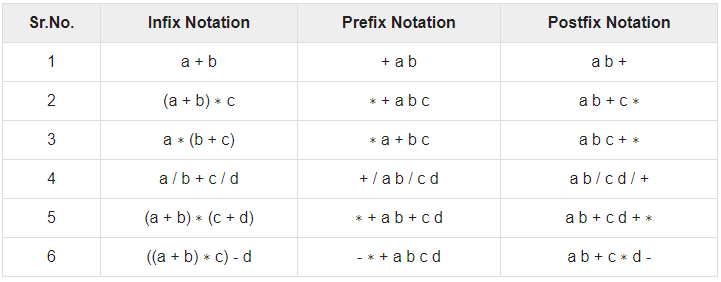 Sr.No. Infix Notation Prefix Notation Postfix Notation
1 a + b + a b a b +
2 (a + b) ∗ c ∗ + a b c a b + c ∗
3 a ∗ (b + c) ∗ a + b c a b c + ∗
4 a / b + c / d + / a b / c d a b / c d / +
5 (a + b) ∗ (c + d) ∗ + a b + c d a b + c d + ∗
6 ((a + b) ∗ c) - d - ∗ + a b c d a b + c ∗ d -